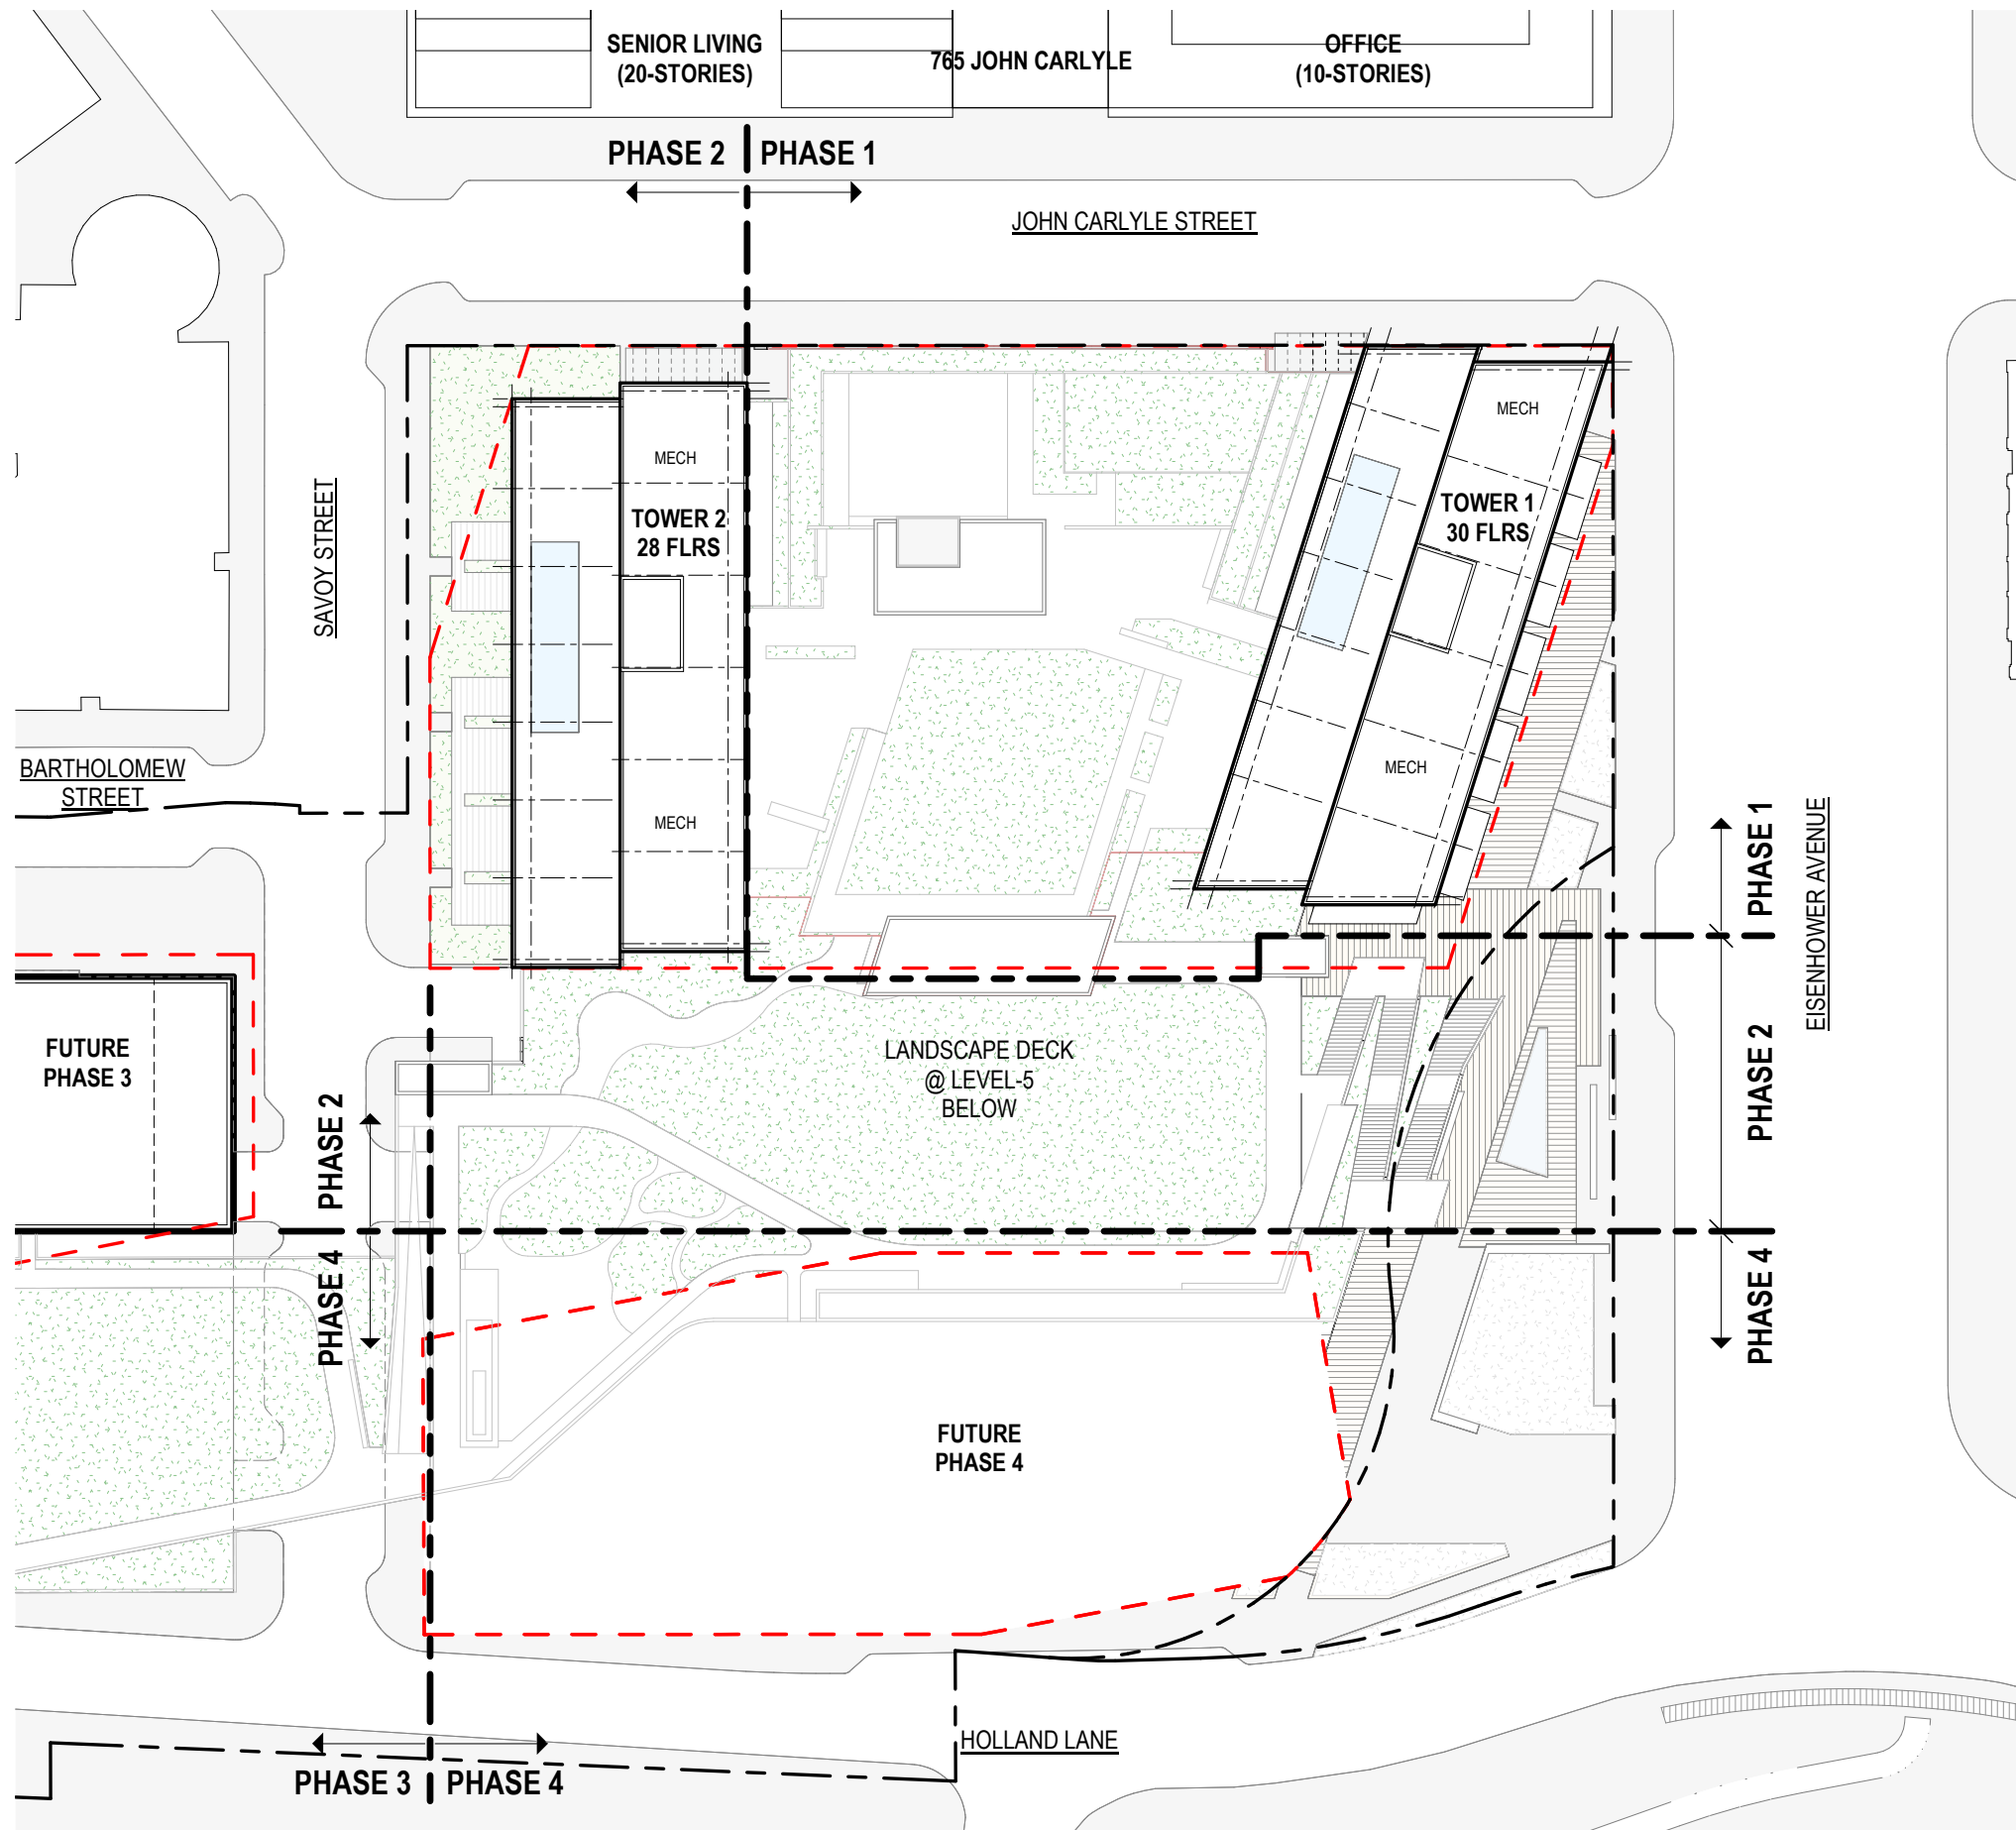 SENIOR LIVING
(20-STORIES)
765 JOHN CARLYLE
OFFICE
(10-STORIES)
PHASE 2
PHASE 1
JOHN CARLYLE STREET
MECH
TOWER 2
28 FLRS
MECH
MECH
TOWER 1
30 FLRS
MECH
SAVOY STREET
BARTHOLOMEW
STREET
PHASE 1
EISENHOWER AVENUE
PHASE 2
PHASE 4
FUTURE
PHASE 3
LANDSCAPE DECK
@ LEVEL-5
BELOW
PHASE 2
PHASE 4
FUTURE
PHASE 4
HOLLAND LANE
PHASE 3
PHASE 4